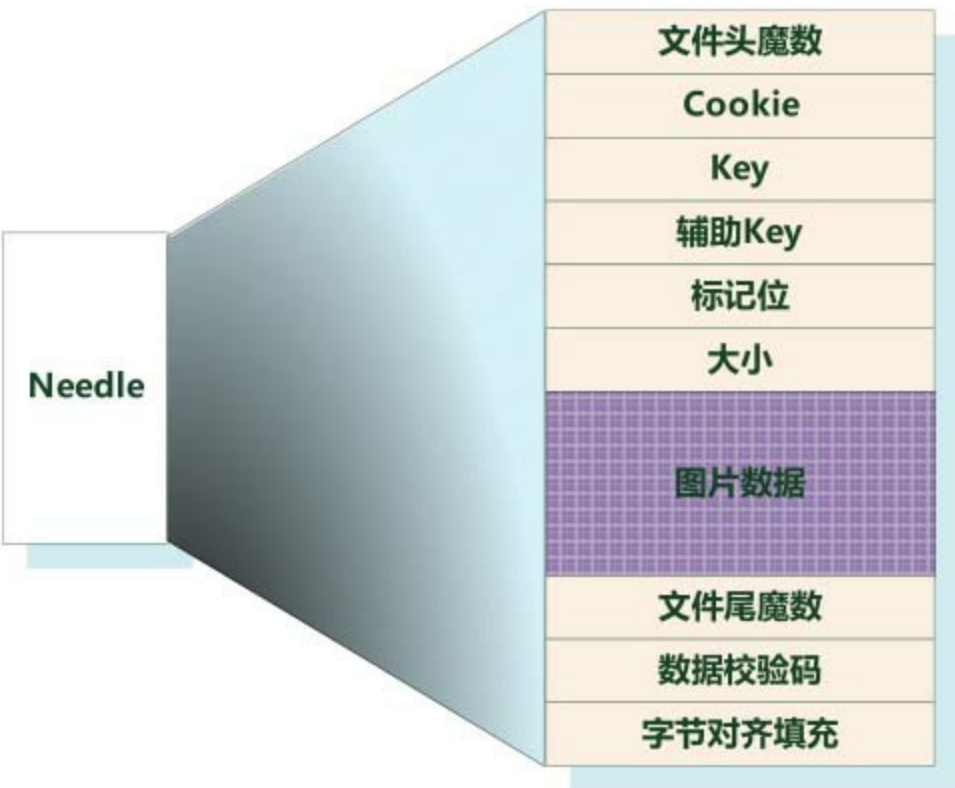 Needle
文件头魔数
Cookie
Key
辅助Key
标记位
大小
图片数据
文件尾魔数
数据校验码
字节对齐填充